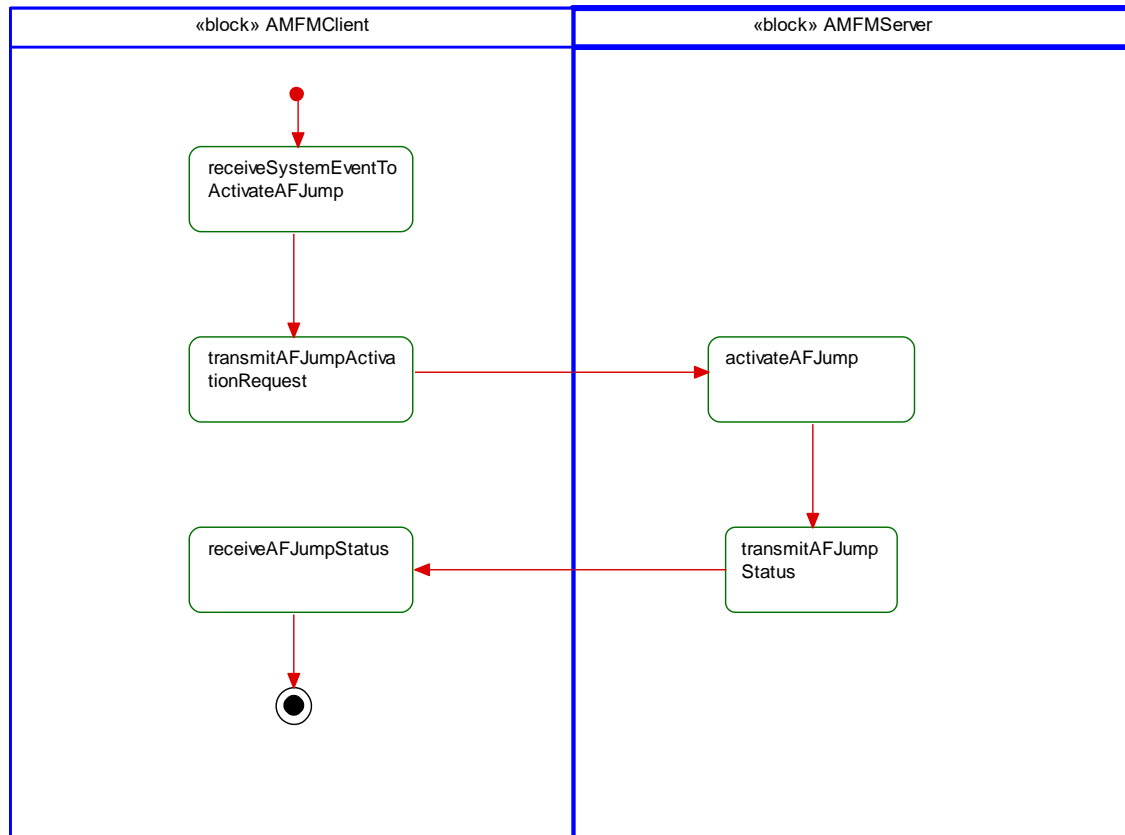 «block» AMFMClient
«block» AMFMServer
receiveSystemEventTo
ActivateAFJump
transmitAFJumpActiva
tionRequest
activateAFJump
receiveAFJumpStatus
transmitAFJump
Status